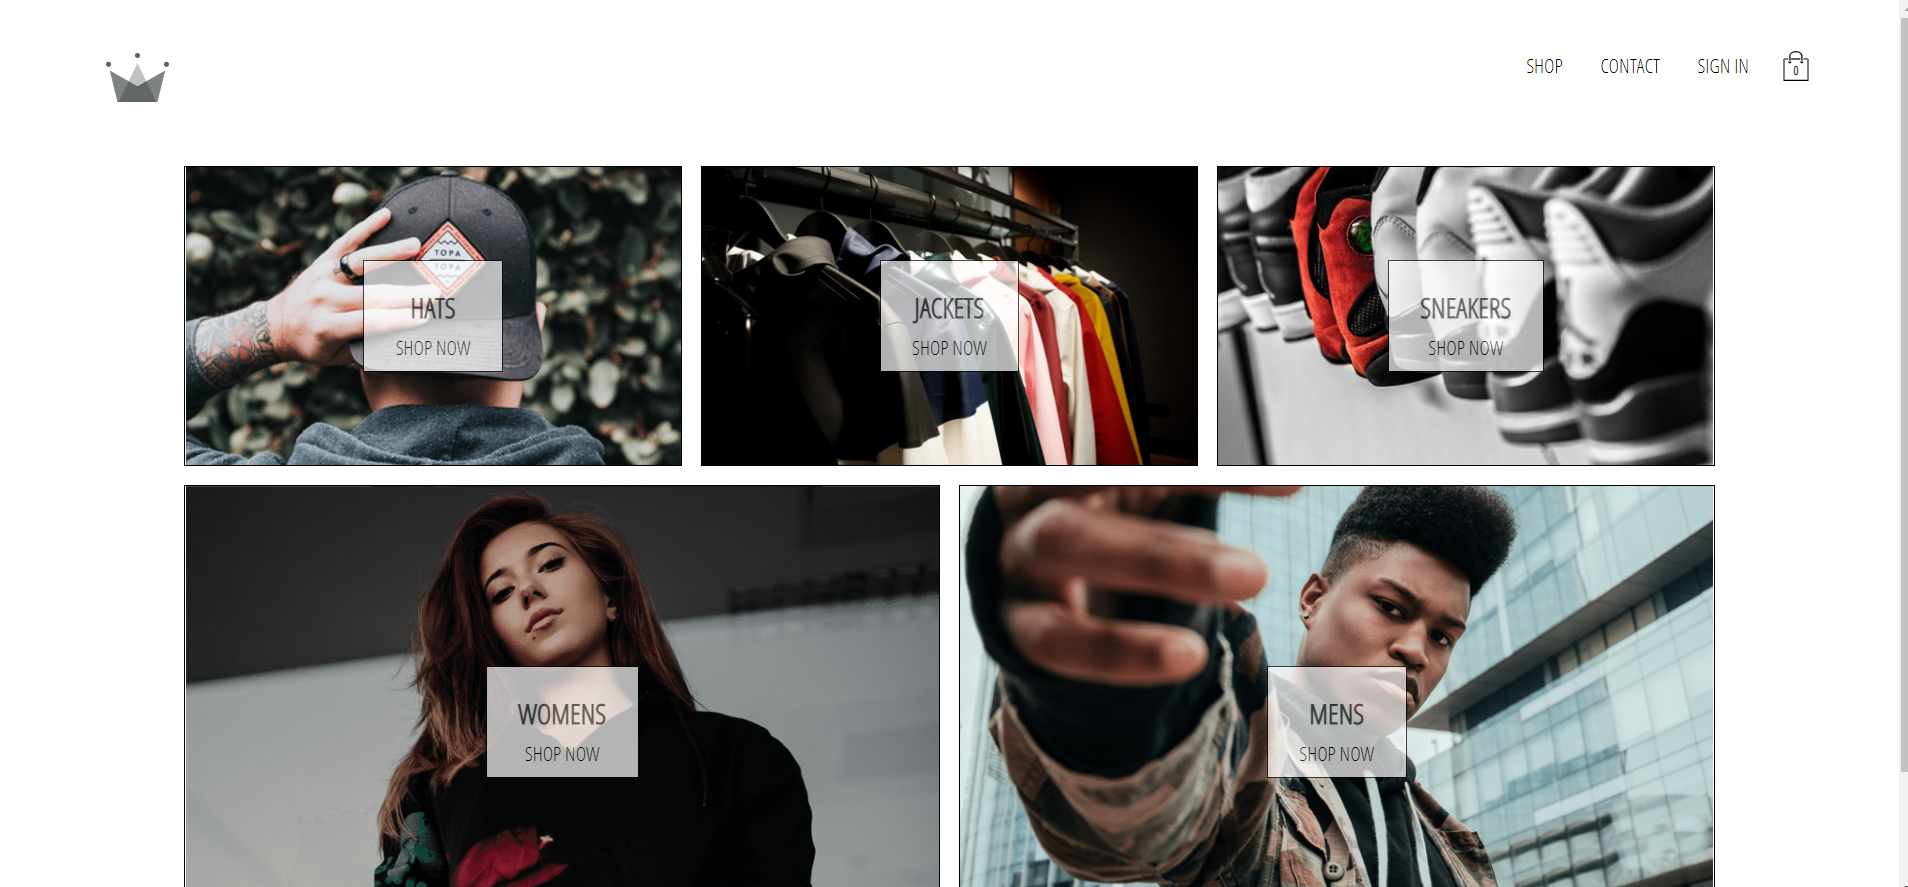 SHOP
CONTACT
SIGN IN
0
TOPA
TOPA
HATS
SHOP NOW
JACKETS
SHOP NOW
SNEAKERS
SHOP NOW
WOMENS
SHOP NOW
MENS
SHOP NOW